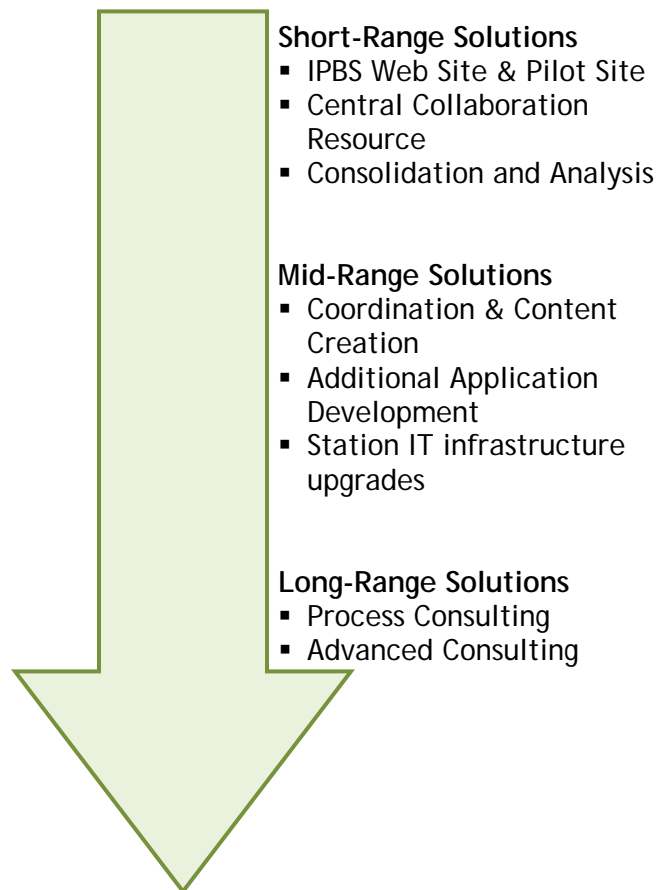 Short-Range Solutions
▪ IPBS Web Site & Pilot Site
▪ Central Collaboration
Resource
▪ Consolidation and Analysis
Mid-Range Solutions
▪ Coordination & Content
Creation
▪ Additional Application
Development
▪ Station IT infrastructure
upgrades
Long-Range Solutions
▪ Process Consulting
▪ Advanced Consulting